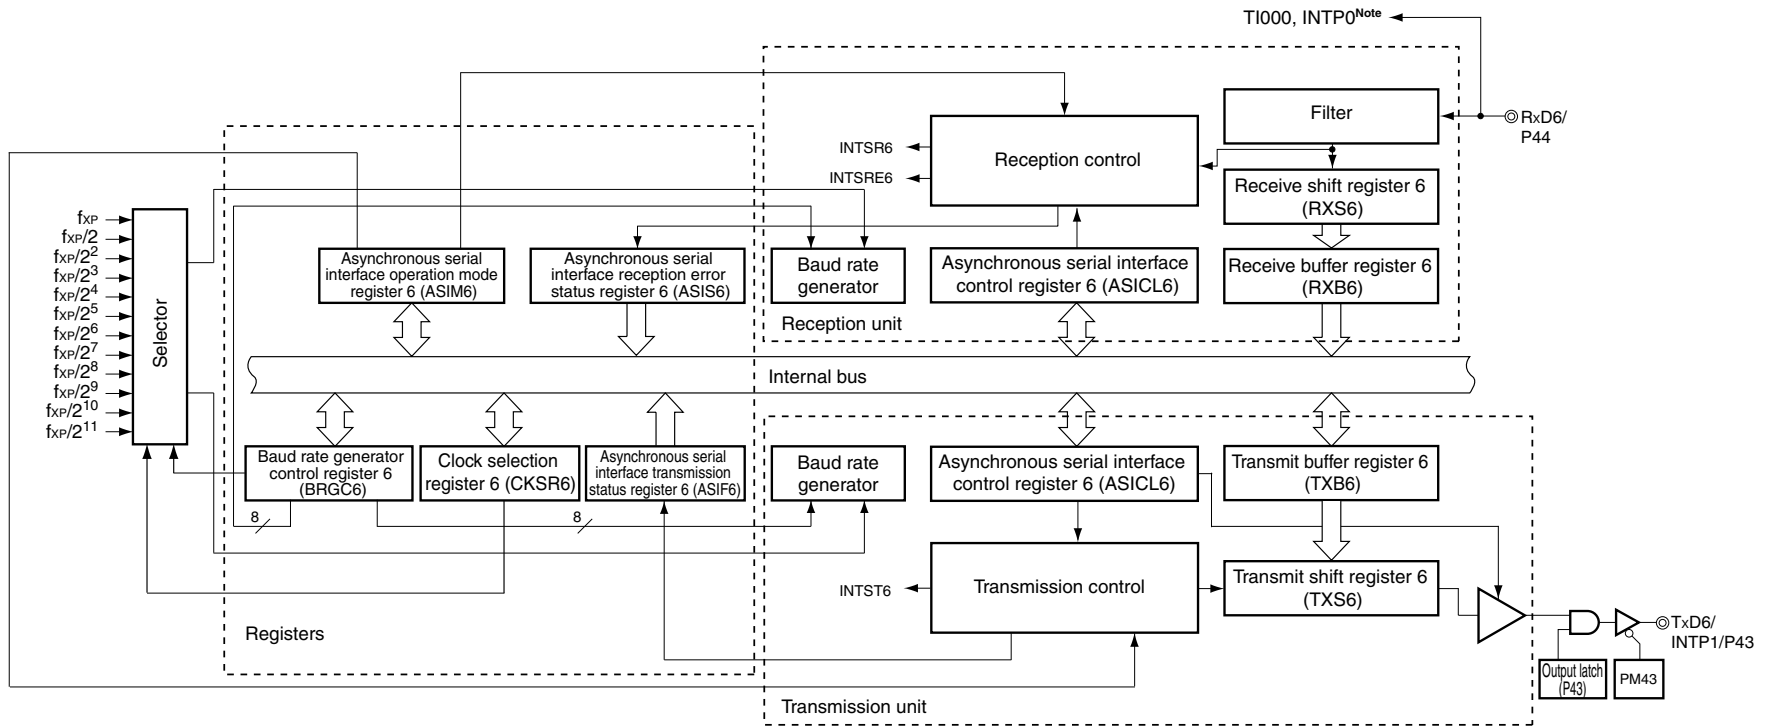 TI000, INTP0Note
Filter
RxD6/
P44
Reception control
INTSR6
INTSRE6
Receive shift register 6
(RXS6)
fXP
fXP/2
fXP/2²
fXP/2³
fXP/2⁴
fXP/2⁵
fXP/2⁶
fXP/2⁷
fXP/2⁸
fXP/2⁹
fXP/2¹⁰
fXP/2¹¹
Selector
Asynchronous serial
interface operation mode
register 6 (ASIM6)
Asynchronous serial
interface reception error
status register 6 (ASIS6)
Baud rate
generator
Asynchronous serial interface
control register 6 (ASICL6)
Receive buffer register 6
(RXB6)
Reception unit
Internal bus
Baud rate generator
control register 6
(BRGC6)
Clock selection
register 6 (CKSR6)
Asynchronous serial
interface transmission
status register 6 (ASIF6)
Baud rate
generator
Asynchronous serial interface
control register 6 (ASICL6)
Transmit buffer register 6
(TXB6)
8
8
INTST6
Transmission control
Transmit shift register 6
(TXS6)
Registers
TxD6/
INTP1/P43
Output latch
(P43)
PM43
Transmission unit